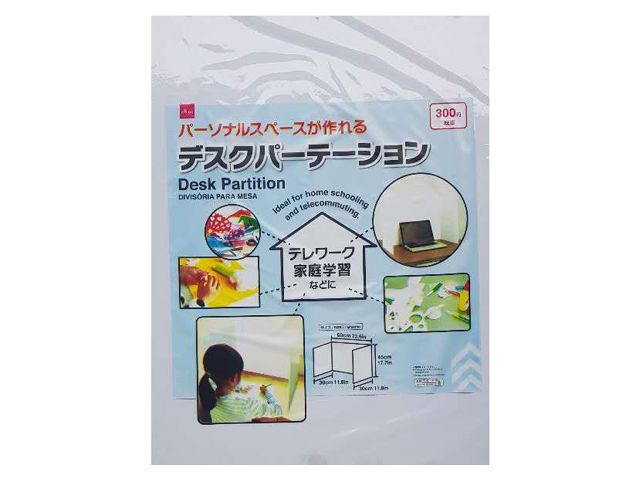 パーソナルスペースが作れる
300円
デスクパーテーション
Desk Partition
DIVISÓRIA PARA MESA
Ideal for home schooling
and telecommuting.
テレワーク
家庭学習
などに
60cm 23.6in
45cm
17.7in
30cm 11.8in
30cm 11.8in